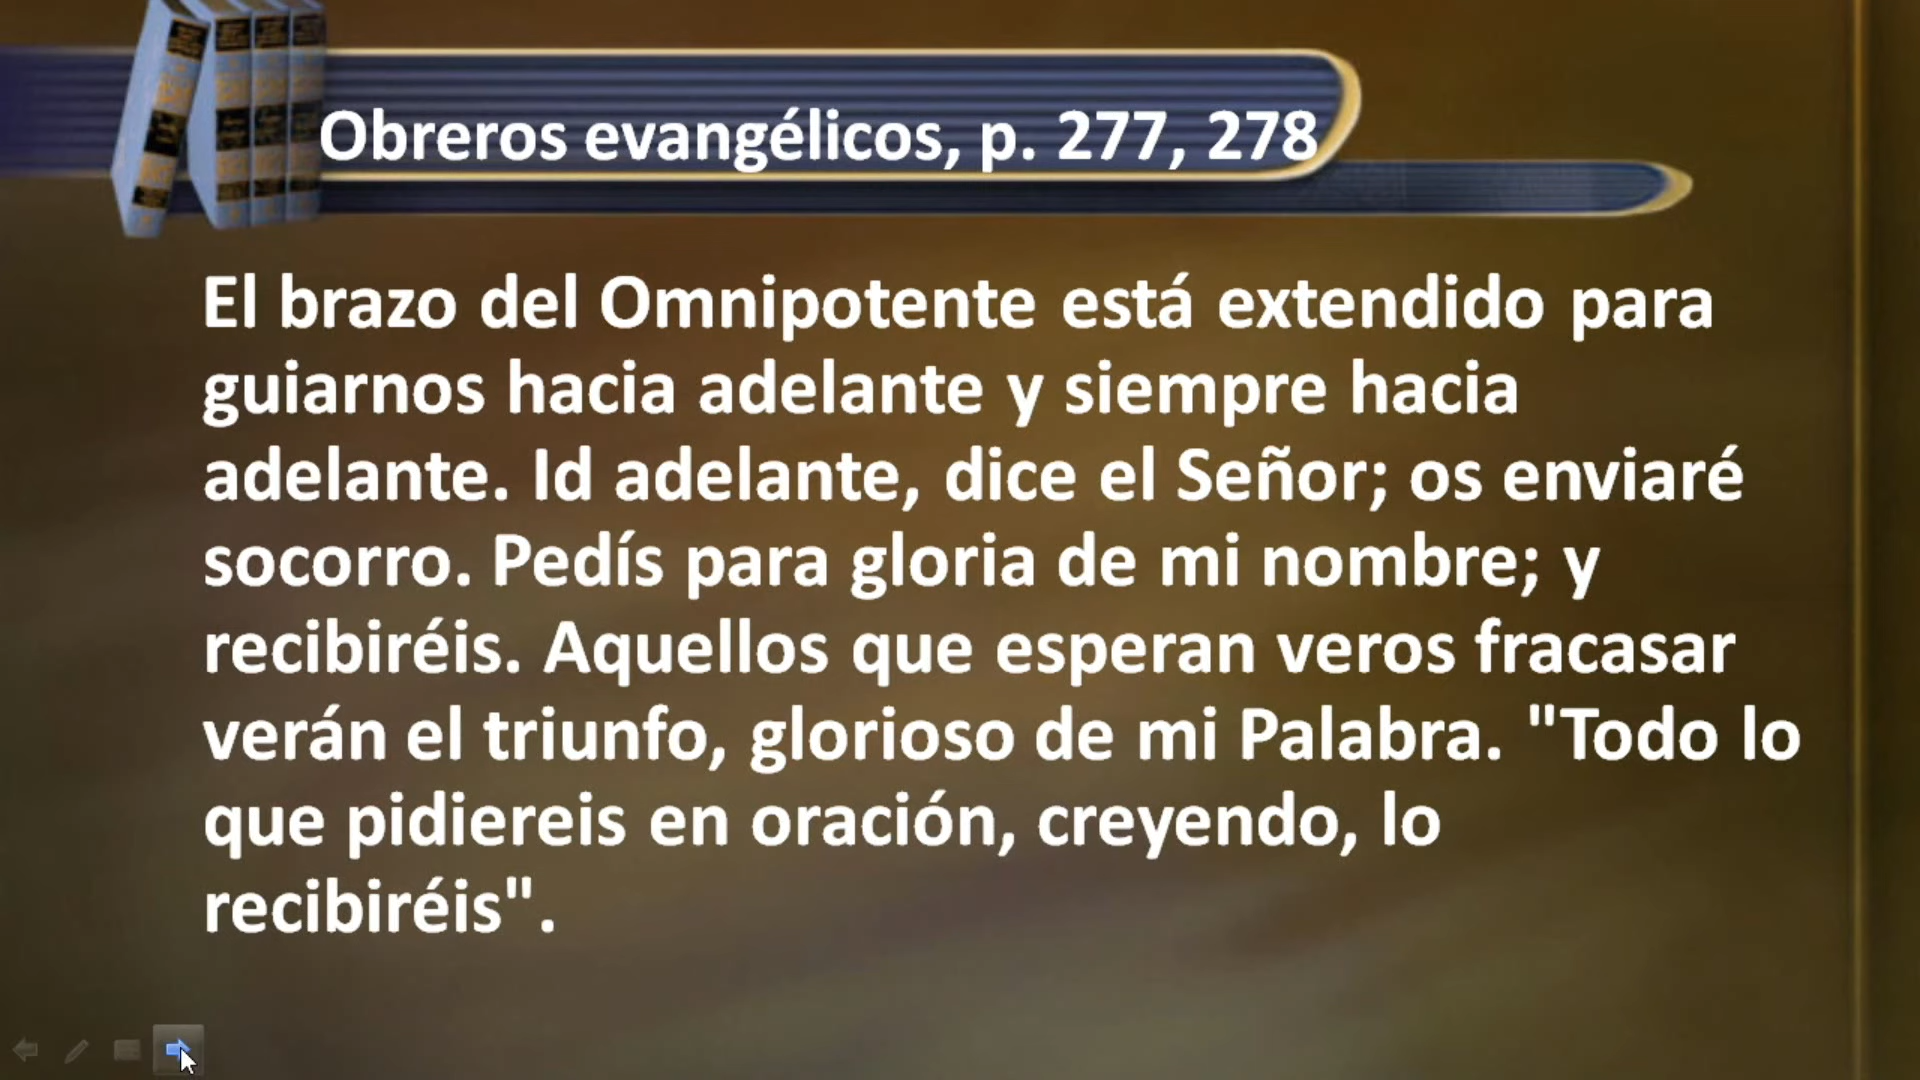 Obreros evangélicos, p. 277, 278
El brazo del Omnipotente está extendido para
guiarnos hacia adelante y siempre hacia
adelante. Id adelante, dice el Señor; os enviaré
socorro. Pedís para gloria de mi nombre; y
recibiréis. Aquellos que esperan veros fracasar
verán el triunfo, glorioso de mi Palabra. "Todo lo
que pidiereis en oración, creyendo, lo
recibiréis".